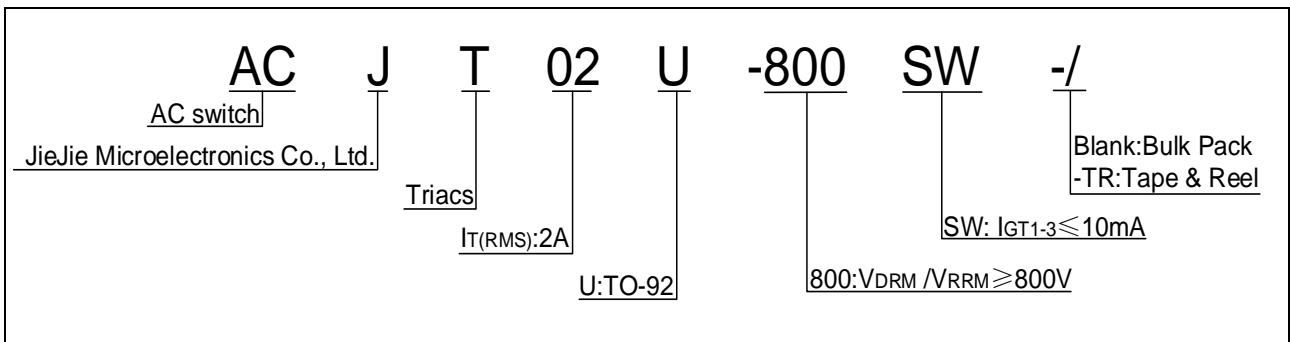 AC J T 02 U -800 SW -/
AC switch
JieJie Microelectronics Co., Ltd.
Blank:Bulk Pack
-TR:Tape & Reel
Triacs
SW: IGT1-3≤10mA
IT(RMS):2A
800:VDRM /VRRM≥800V
U:TO-92